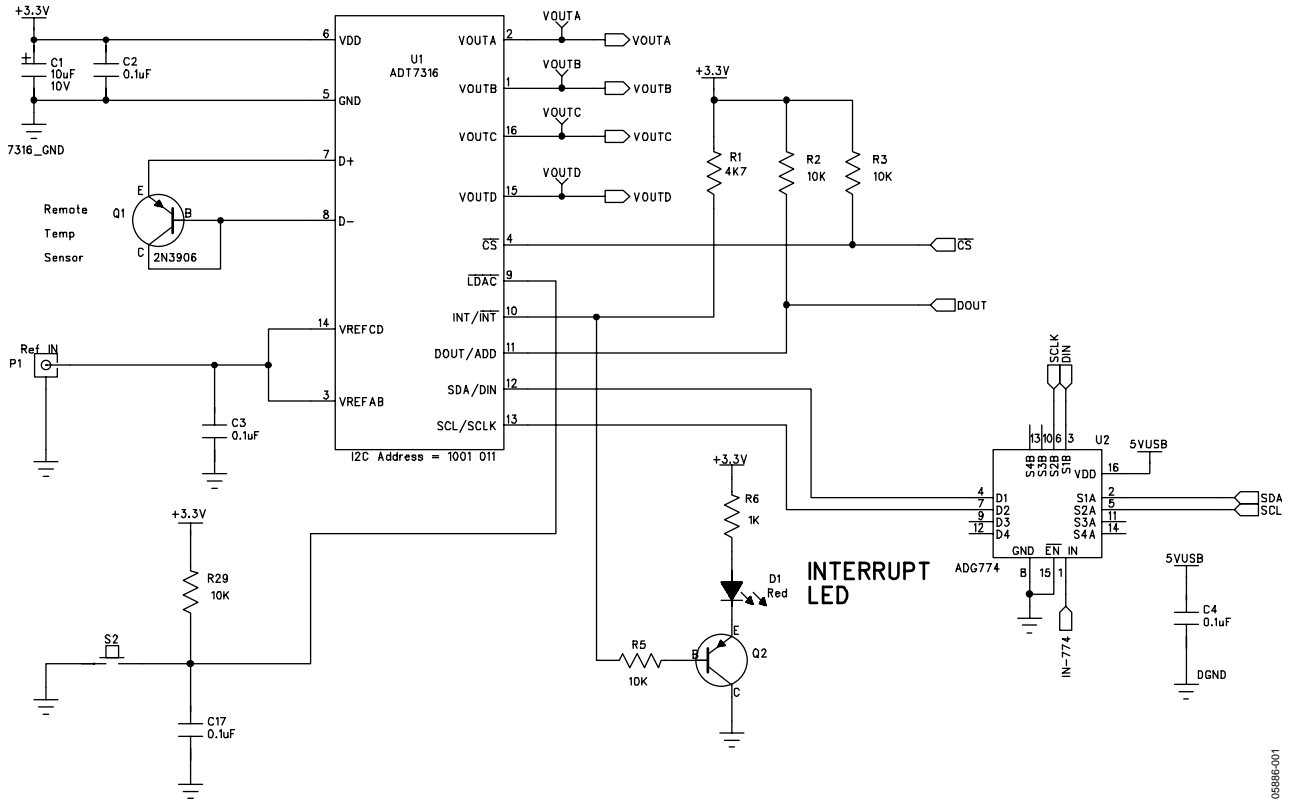 +3.3V
C1
10uF
10V
+
C2
0.1uF
7316_GND
6 VDD
5 GND
7 D+
8 D-
14 VREFCD
3 VREFAB
U1
ADT7316
VOUTA 2
VOUTB 1
VOUTC 16
VOUTD 15
CS 4
LDAC 9
INT/INT 10
DOUT/ADD 11
SDA/DIN 12
SCL/SCLK 13
I2C Address = 1001 011
VOUTA
VOUTA
VOUTB
VOUTB
VOUTC
VOUTC
VOUTD
VOUTD
+3.3V
R1
4K7
R2
10K
R3
10K
CS
DOUT
Remote
Temp
Sensor
Q1
E
B
C
2N3906
Ref IN
P1
C3
0.1uF
+3.3V
R29
10K
S2
C17
0.1uF
+3.3V
R6
1K
D1
Red
INTERRUPT
LED
R5
10K
B
E
C
Q2
SCLK
DIN
13 10 6 3
S4B S3B S2B S1B
U2
5VUSB
VDD 16
4 D1
7 D2
9 D3
12 D4
S1A 2
S2A 5
S3A 11
S4A 14
SDA
SCL
GND EN IN
8 15 1
ADG774
IN-774
5VUSB
C4
0.1uF
DGND
05886-001